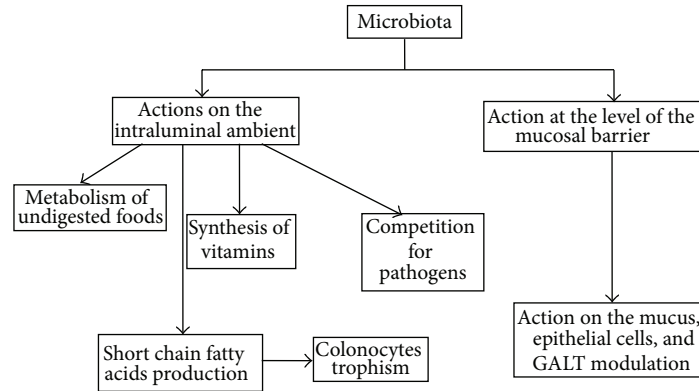 Microbiota
Actions on the
intraluminal ambient
Action at the level of the
mucosal barrier
Metabolism of
undigested foods
Synthesis of
vitamins
Competition
for
pathogens
Short chain fatty
acids production
Colonocytes
trophism
Action on the mucus,
epithelial cells, and
GALT modulation